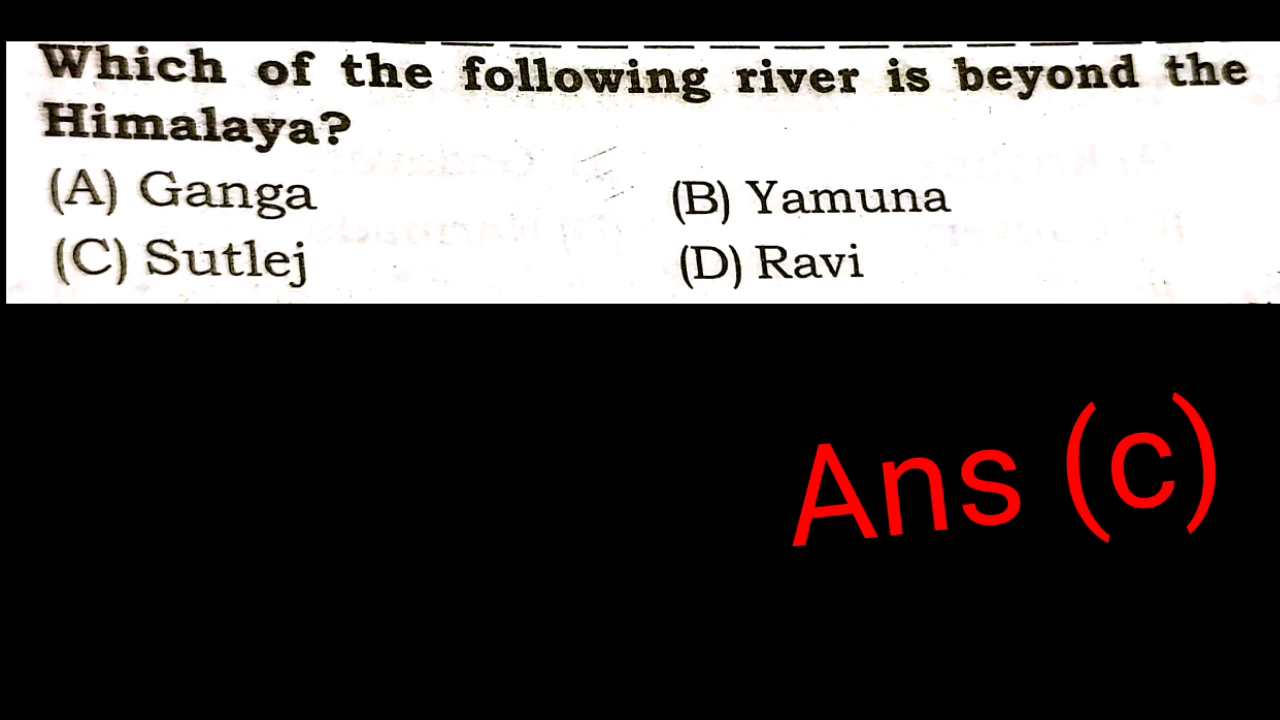 Which of the following river is beyond the
Himalaya?
(A) Ganga (B) Yamuna
(C) Sutlej (D) Ravi
Ans (c)